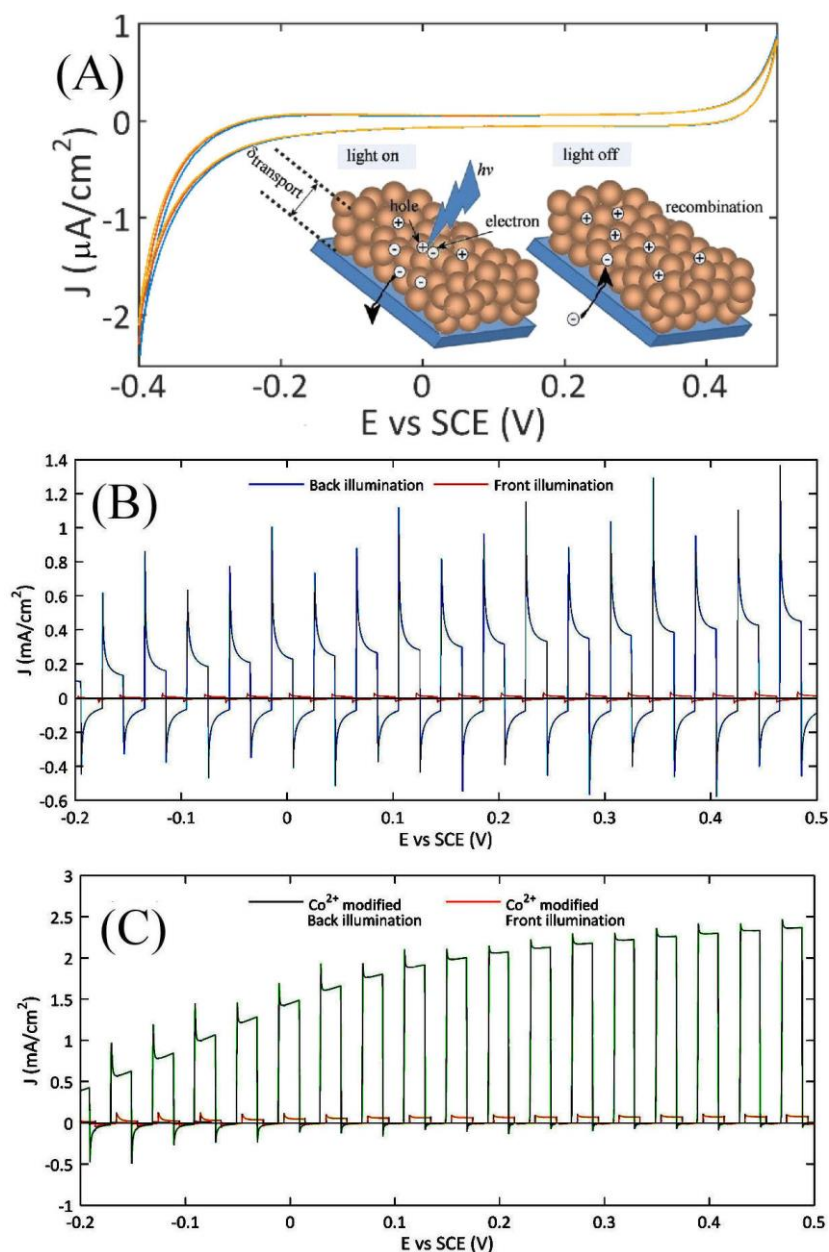 (A)
J (µA/cm²)
1
0
-1
-2
δtransport
light on
hν
hole
electron
light off
recombination
+
-
-0.4
-0.2
0
0.2
0.4
E vs SCE (V)
(B)
Back illumination
Front illumination
J (mA/cm²)
1.4
1.2
1
0.8
0.6
0.4
0.2
0
-0.2
-0.4
-0.6
-0.2
-0.1
0
0.1
0.2
0.3
0.4
0.5
E vs SCE (V)
(C)
Co²⁺ modified
Back illumination
Co²⁺ modified
Front illumination
J (mA/cm²)
3
2.5
2
1.5
1
0.5
0
-0.5
-1
-0.2
-0.1
0
0.1
0.2
0.3
0.4
0.5
E vs SCE (V)